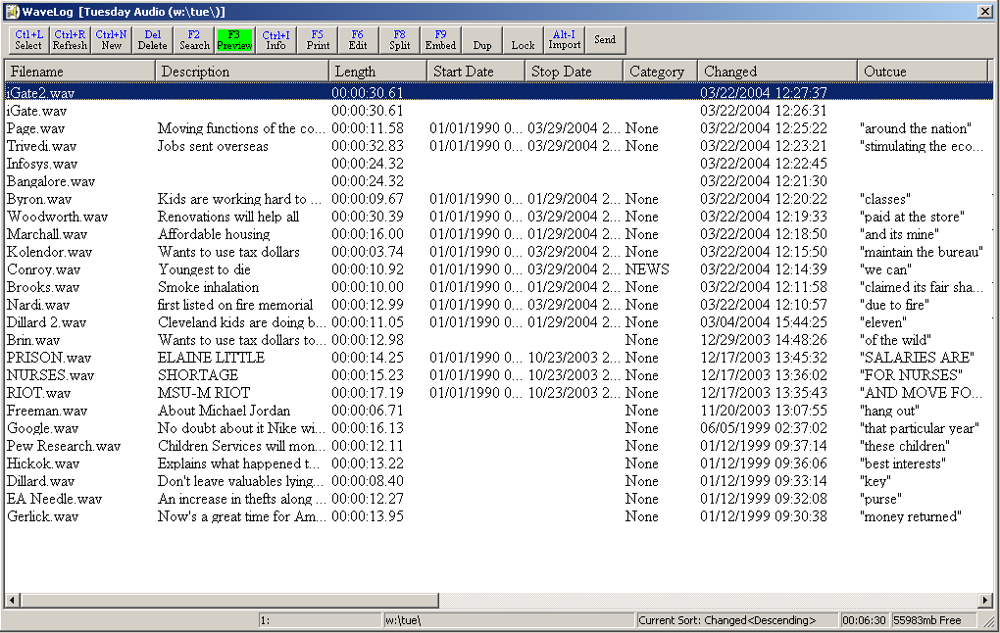 WaveLog [Tuesday Audio (w:\tue\)]
Ctl+L Ctrl+R Ctrl+N Del F2 F3 Ctrl+I F5 F6 F8 F9 Alt-I
Select Refresh New Delete Search Preview Info Print Edit Split Embed Dup Lock Import Send
Filename Description Length Start Date Stop Date Category Changed Outcue
iGate2.wav 00:00:30.61 03/22/2004 12:27:37
iGate.wav 00:00:30.61 03/22/2004 12:26:31
Page.wav Moving functions of the co... 00:00:11.58 01/01/1990 0... 03/29/2004 2... None 03/22/2004 12:25:22 "around the nation"
Trivedi.wav Jobs sent overseas 00:00:32.83 01/01/1990 0... 03/29/2004 2... None 03/22/2004 12:23:21 "stimulating the eco...
Infosys.wav 00:00:24.32 03/22/2004 12:22:45
Bangalore.wav 00:00:24.32 03/22/2004 12:21:30
Byron.wav Kids are working hard to ... 00:00:09.67 01/01/1990 0... 01/29/2004 2... None 03/22/2004 12:20:22 "classes"
Woodworth.wav Renovations will help all 00:00:30.39 01/01/1990 0... 03/29/2004 2... None 03/22/2004 12:19:33 "paid at the store"
Marchall.wav Affordable housing 00:00:16.00 01/01/1990 0... 01/29/2004 2... None 03/22/2004 12:18:50 "and its mine"
Kolendor.wav Wants to use tax dollars 00:00:03.74 01/01/1990 0... 03/29/2004 2... None 03/22/2004 12:15:50 "maintain the bureau"
Conroy.wav Youngest to die 00:00:10.92 01/01/1990 0... 03/29/2004 2... NEWS 03/22/2004 12:14:39 "we can"
Brooks.wav Smoke inhalation 00:00:10.00 01/01/1990 0... 01/29/2004 2... None 03/22/2004 12:11:58 "claimed its fair sha...
Nardi.wav first listed on fire memorial 00:00:12.99 01/01/1990 0... 03/29/2004 2... None 03/22/2004 12:10:57 "due to fire"
Dillard 2.wav Cleveland kids are doing b... 00:00:11.05 01/01/1990 0... 01/29/2004 2... None 03/04/2004 15:44:25 "eleven"
Brin.wav Wants to use tax dollars to... 00:00:12.98 None 12/29/2003 14:48:26 "of the wild"
PRISON.wav ELAINE LITTLE 00:00:14.25 01/01/1990 0... 10/23/2003 2... None 12/17/2003 13:45:32 "SALARIES ARE"
NURSES.wav SHORTAGE 00:00:15.23 01/01/1990 0... 10/23/2003 2... None 12/17/2003 13:36:02 "FOR NURSES"
RIOT.wav MSU-M RIOT 00:00:17.19 01/01/1990 0... 10/23/2003 2... None 12/17/2003 13:35:43 "AND MOVE FO...
Freeman.wav About Michael Jordan 00:00:06.71 None 11/20/2003 13:07:55 "hang out"
Google.wav No doubt about it Nike wi... 00:00:16.13 None 06/05/1999 02:37:02 "that particular year"
Pew Research.wav Children Services will mon... 00:00:12.11 None 01/12/1999 09:37:14 "these children"
Hickok.wav Explains what happened t... 00:00:13.22 None 01/12/1999 09:36:06 "best interests"
Dillard.wav Don't leave valuables lying... 00:00:08.40 None 01/12/1999 09:33:14 "key"
EA Needle.wav An increase in thefts along ... 00:00:12.27 None 01/12/1999 09:32:08 "purse"
Gerlick.wav Now's a great time for Am... 00:00:13.95 None 01/12/1999 09:30:38 "money returned"
1: w:\tue\ Current Sort: Changed<Descending> 00:06:30 55983mb Free